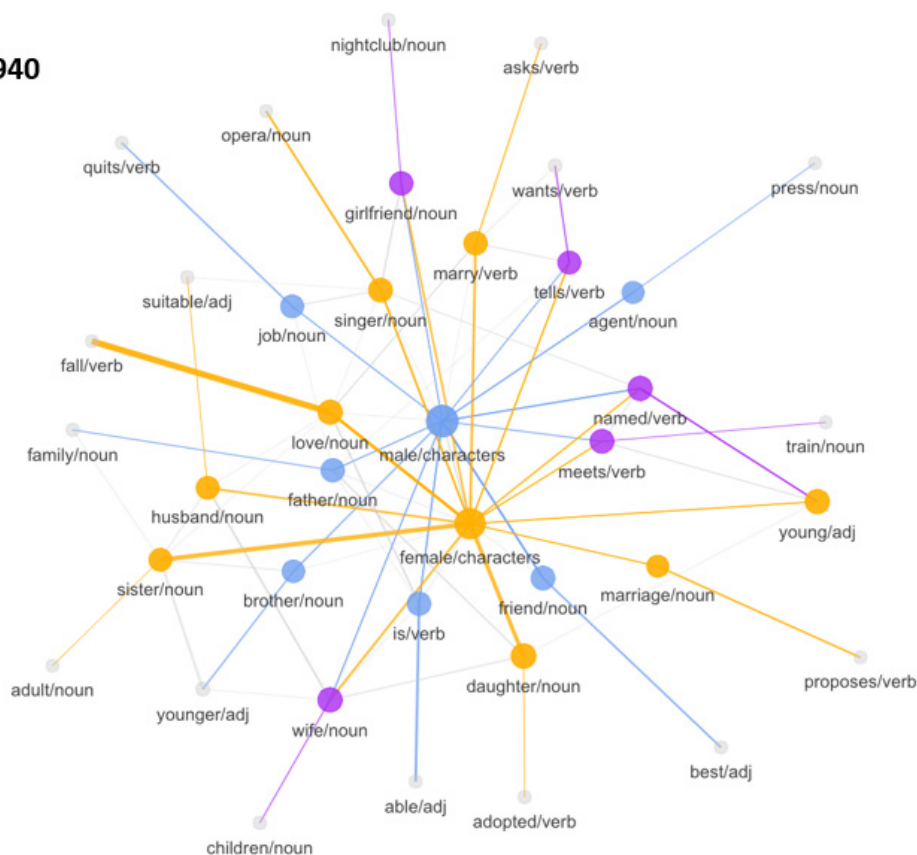 nightclub/noun
asks/verb
940
opera/noun
quits/verb
wants/verb
press/noun
girlfriend/noun
marry/verb
tells/verb
suitable/adj
job/noun
singer/noun
agent/noun
fall/verb
love/noun
named/verb
family/noun
male/characters
meets/verb
train/noun
father/noun
husband/noun
young/adj
female/characters
sister/noun
brother/noun
friend/noun
marriage/noun
is/verb
adult/noun
daughter/noun
proposes/verb
younger/adj
wife/noun
best/adj
able/adj
adopted/verb
children/noun